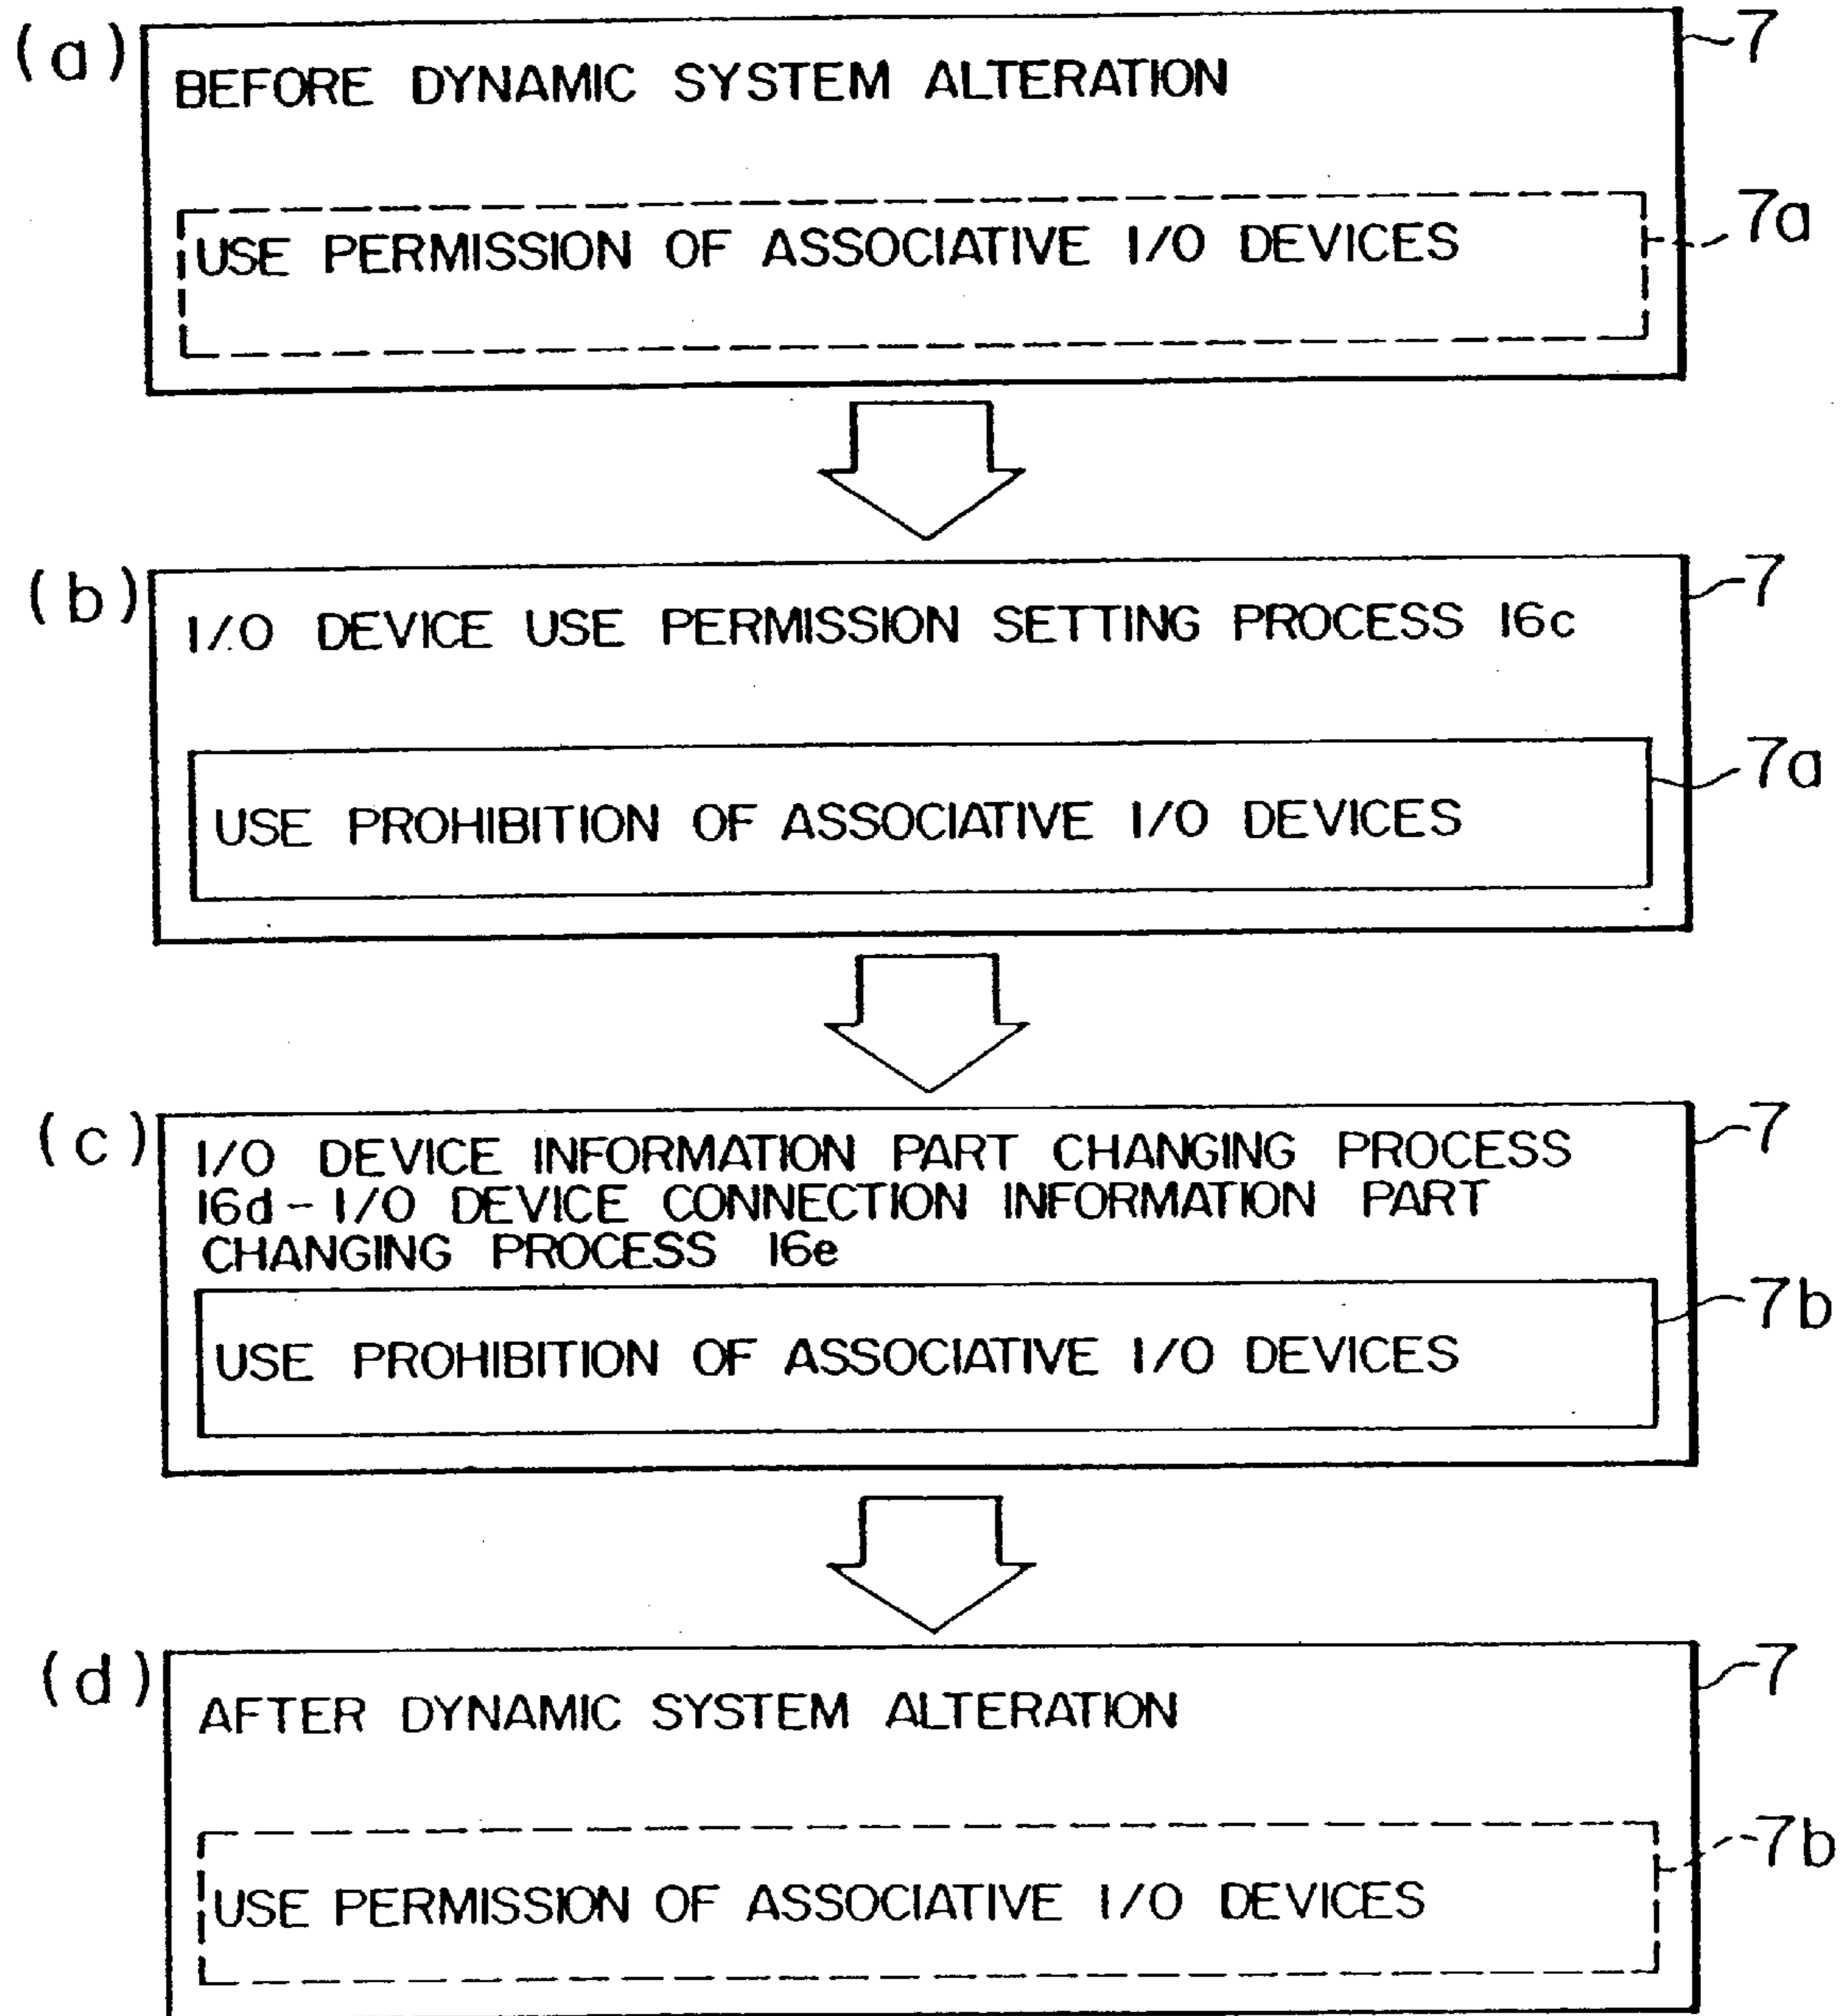 (a)
7
BEFORE DYNAMIC SYSTEM ALTERATION
7a
USE PERMISSION OF ASSOCIATIVE I/O DEVICES
(b)
7
I/O DEVICE USE PERMISSION SETTING PROCESS 16c
7a
USE PROHIBITION OF ASSOCIATIVE I/O DEVICES
(c)
7
I/O DEVICE INFORMATION PART CHANGING PROCESS
16d - I/O DEVICE CONNECTION INFORMATION PART
CHANGING PROCESS 16e
7b
USE PROHIBITION OF ASSOCIATIVE I/O DEVICES
(d)
7
AFTER DYNAMIC SYSTEM ALTERATION
7b
USE PERMISSION OF ASSOCIATIVE I/O DEVICES